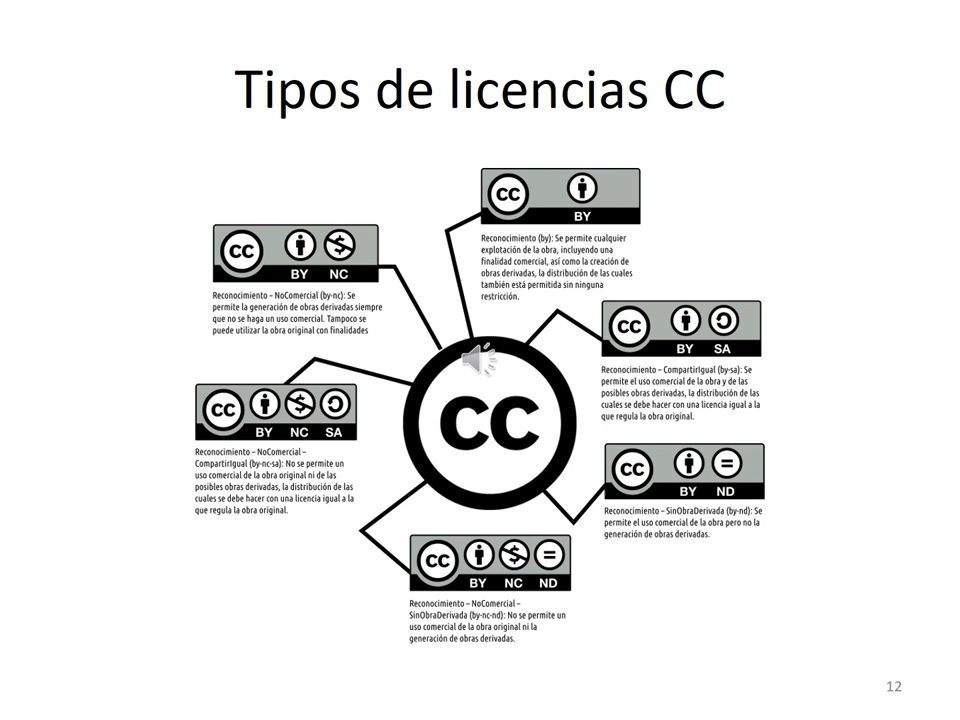 Tipos de licencias CC
cc
BY
Reconocimiento (by): Se permite cualquier
explotación de la obra, incluyendo una
finalidad comercial, así como la creación de
obras derivadas, la distribución de las cuales
también está permitida sin ninguna
restricción.
cc
BY NC
Reconocimiento – NoComercial (by-nc): Se
permite la generación de obras derivadas siempre
que no se haga un uso comercial. Tampoco se
puede utilizar la obra original con finalidades
cc
BY SA
Reconocimiento – CompartirIgual (by-sa): Se
permite el uso comercial de la obra y de las
posibles obras derivadas, la distribución de las
cuales se debe hacer con una licencia igual a la
que regula la obra original.
cc
cc
BY NC SA
Reconocimiento – NoComercial –
CompartirIgual (by-nc-sa): No se permite un
uso comercial de la obra original ni de las
posibles obras derivadas, la distribución de las
cuales se debe hacer con una licencia igual a la
que regula la obra original.
cc
BY ND
Reconocimiento – SinObraDerivada (by-nd): Se
permite el uso comercial de la obra pero no la
generación de obras derivadas.
cc
BY NC ND
Reconocimiento – NoComercial –
SinObraDerivada (by-nc-nd): No se permite un
uso comercial de la obra original ni la
generación de obras derivadas.
12